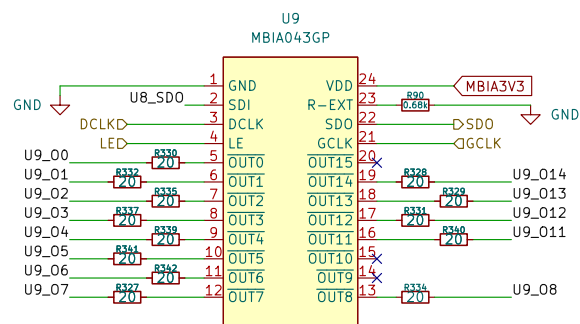 U9
MBIA043GP
1 GND VDD 24 MBIA3V3
GND U8_SDO 2 SDI R-EXT 23 R90 0.68k GND
DCLK 3 DCLK SDO 22 SDO
LE 4 LE GCLK 21 GCLK
U9_O0 R330 20 5 OUT0 OUT15 20
U9_O1 R332 20 6 OUT1 OUT14 19 R328 20 U9_O14
U9_O2 R335 20 7 OUT2 OUT13 18 R329 20 U9_O13
U9_O3 R337 20 8 OUT3 OUT12 17 R331 20 U9_O12
U9_O4 R339 20 9 OUT4 OUT11 16 R340 20 U9_O11
U9_O5 R341 20 10 OUT5 OUT10 15
U9_O6 R342 20 11 OUT6 OUT9 14
U9_O7 R327 20 12 OUT7 OUT8 13 R334 20 U9_O8